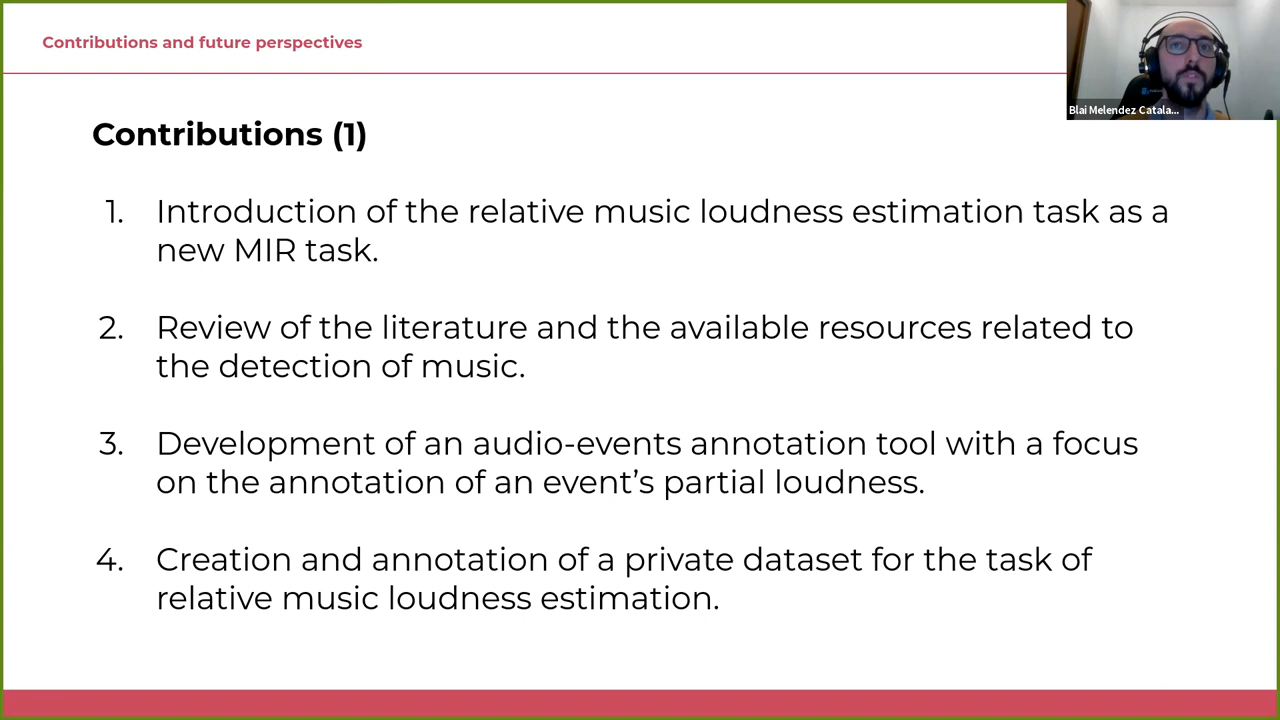 Contributions and future perspectives
Blai Melendez Catala...
Contributions (1)
1. Introduction of the relative music loudness estimation task as a
new MIR task.
2. Review of the literature and the available resources related to
the detection of music.
3. Development of an audio-events annotation tool with a focus
on the annotation of an event’s partial loudness.
4. Creation and annotation of a private dataset for the task of
relative music loudness estimation.